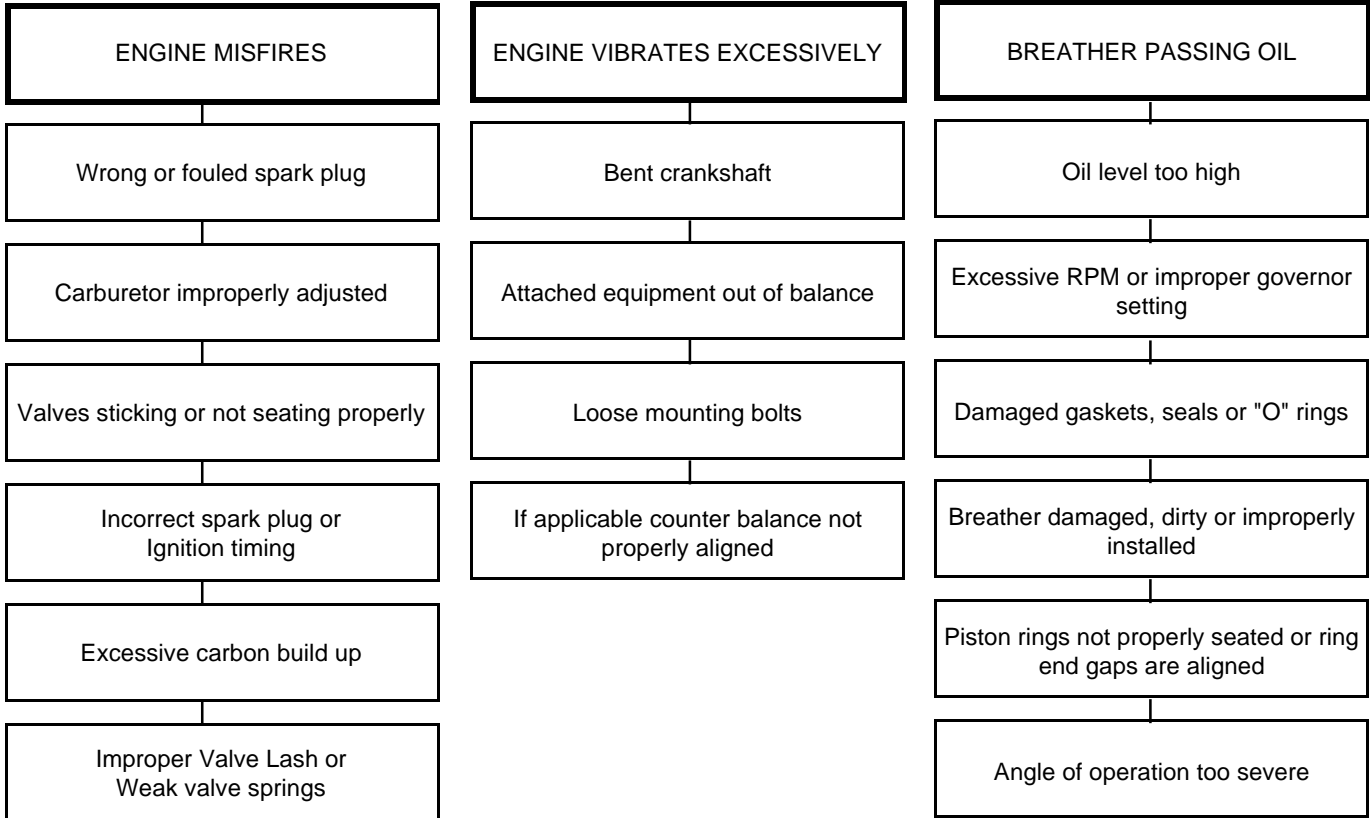 ENGINE MISFIRES
Wrong or fouled spark plug
Carburetor improperly adjusted
Valves sticking or not seating properly
Incorrect spark plug or
Ignition timing
Excessive carbon build up
Improper Valve Lash or
Weak valve springs
ENGINE VIBRATES EXCESSIVELY
Bent crankshaft
Attached equipment out of balance
Loose mounting bolts
If applicable counter balance not
properly aligned
BREATHER PASSING OIL
Oil level too high
Excessive RPM or improper governor
setting
Damaged gaskets, seals or "O" rings
Breather damaged, dirty or improperly
installed
Piston rings not properly seated or ring
end gaps are aligned
Angle of operation too severe